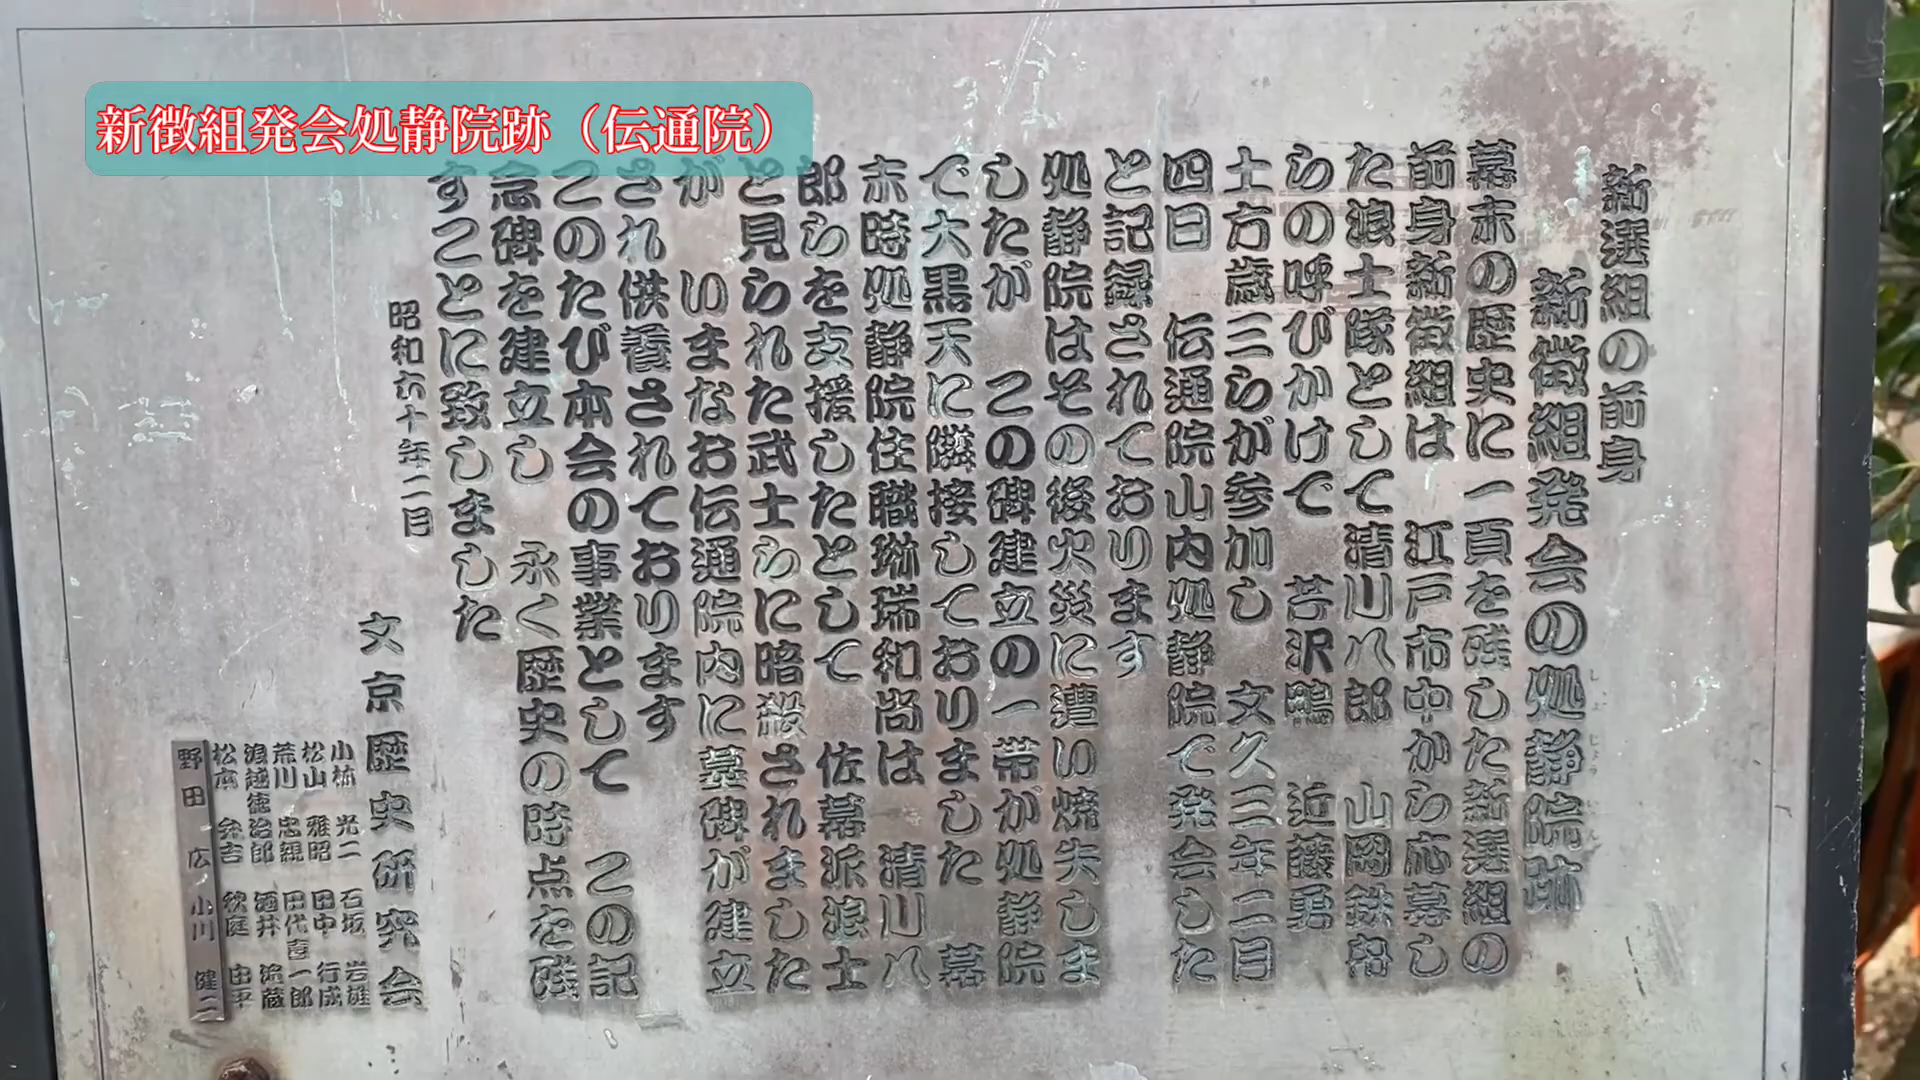 新徴組発会処静院跡（伝通院）
新選組の前身
新徴組発会の処静院跡
しょ じょう いん
幕末の歴史に一頁を残した新選組の
前身新徴組は　江戸市中から応募し
た浪士隊として清川八郎　山岡鉄舟
らの呼びかけで　芹沢鴨　近藤勇
土方歳三らが参加し　文久三年二月
四日　伝通院山内処静院で発会した
と記録されております
処静院はその後火災に遭い焼失しま
したが　この碑建立の一帯が処静院
で大黒天に隣接しておりました　幕
末時処静院住職琳瑞和尚は　清川八
郎らを支援したとして　佐幕派浪士
と見られた武士らに暗殺されました
が　いまなお伝通院内に墓碑が建立
され供養されております
このたび本会の事業として　この記
念碑を建立し　永く歴史の時点を残
すことに致しました
昭和六十年二月
文京歴史研究会
小柿　光二　石坂　岩雄
松山　雅昭　田中　行成
荒川　忠親　田代喜一郎
浪越徳治郎　酒井　流蔵
松本　弁吉　秋庭　由平
野田　広　小川　健二